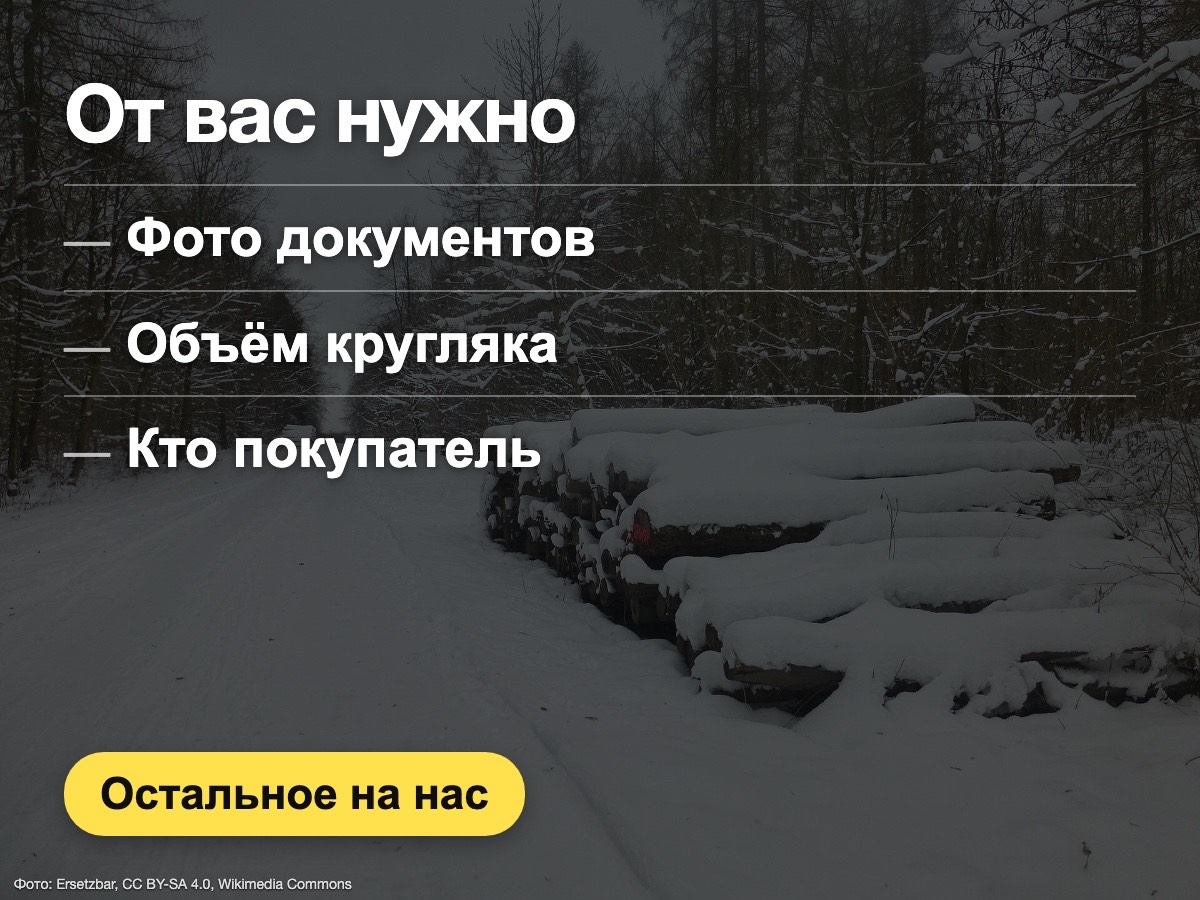 От вас нужно
— Фото документов
— Объём кругляка
— Кто покупатель
Остальное на нас
Фото: Ersetzbar, CC BY-SA 4.0, Wikimedia Commons